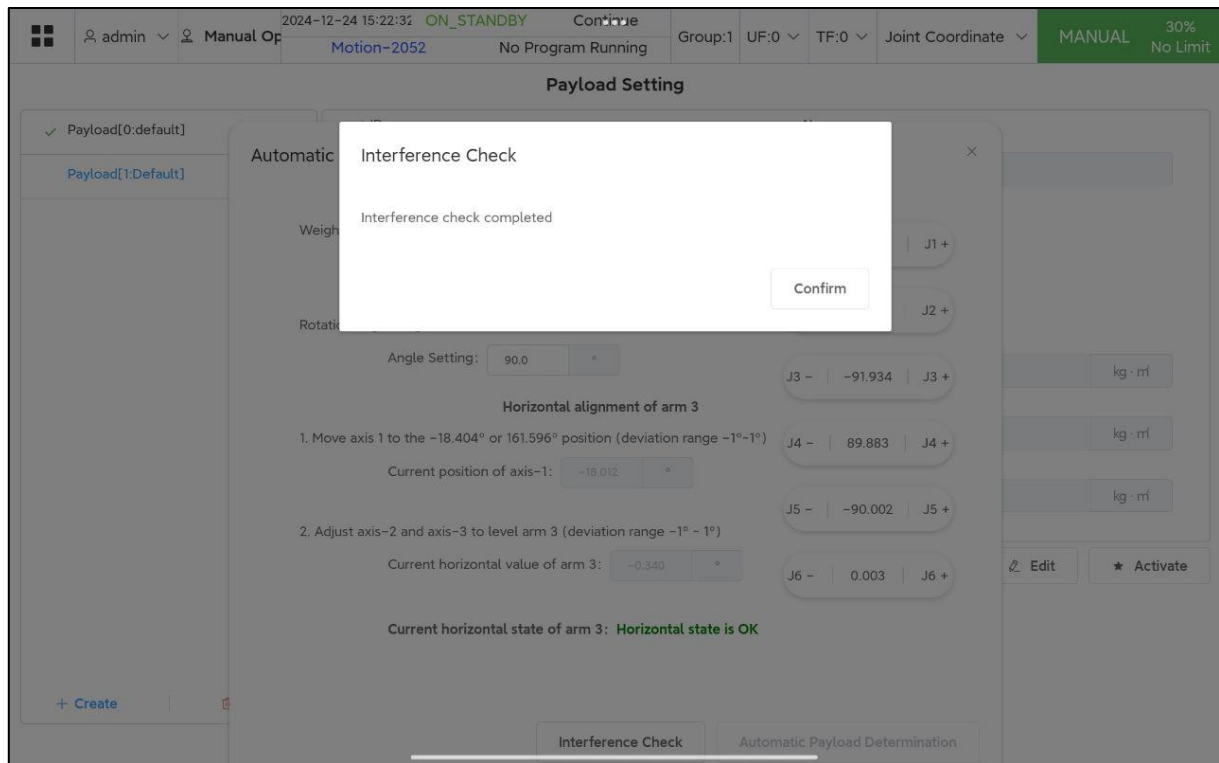 admin
Manual Op
2024-12-24 15:22:32 ON_STANDBY Continue
Motion-2052 No Program Running
Group:1 UF:0 TF:0 Joint Coordinate
MANUAL 30%
No Limit
Payload Setting
Payload[0:default]
Payload[1:Default]
Automatic
Interference Check
Interference check completed
Confirm
Weigh
J1 +
J2 +
Rotatic
Angle Setting: 90.0 °
J3 - -91.934 J3 +
kg · ㎡
Horizontal alignment of arm 3
1. Move axis 1 to the -18.404° or 161.596° position (deviation range -1°~1°)
J4 - 89.883 J4 +
kg · ㎡
Current position of axis-1: -18.012 °
J5 - -90.002 J5 +
kg · ㎡
2. Adjust axis-2 and axis-3 to level arm 3 (deviation range -1° ~ 1°)
Current horizontal value of arm 3: -0.340 °
J6 - 0.003 J6 +
Edit
Activate
Current horizontal state of arm 3: Horizontal state is OK
+ Create
Interference Check
Automatic Payload Determination